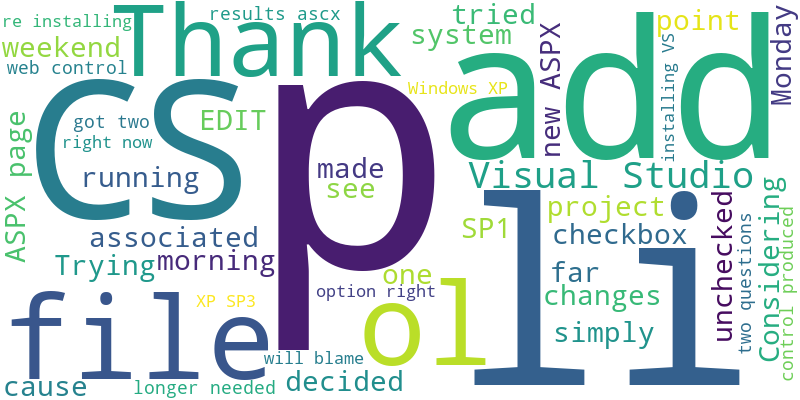 re installing
Thank
results ascx
tried
point
Monday
weekend
system
web control
cs
p
add
Windows XP
new ASPX
installing VS
ASPX page
got two
EDIT
right now
made
see
running
Visual Studio
associated
SP1
project
checkbox
unchecked
two questions
Considering
control produced
Trying
morning
one
far
changes
XP SP3
option right
file
ol
li
simply
will blame
cause
longer needed
decided